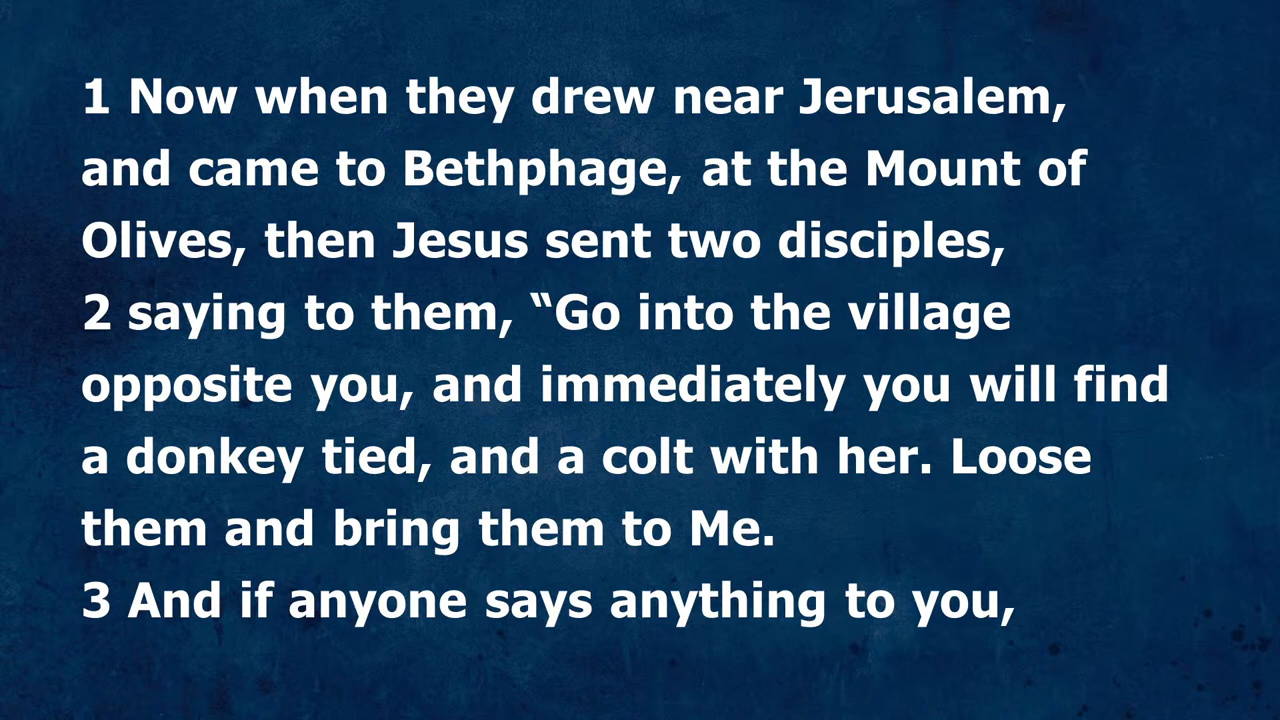 1 Now when they drew near Jerusalem,
and came to Bethphage, at the Mount of
Olives, then Jesus sent two disciples,
2 saying to them, “Go into the village
opposite you, and immediately you will find
a donkey tied, and a colt with her. Loose
them and bring them to Me.
3 And if anyone says anything to you,